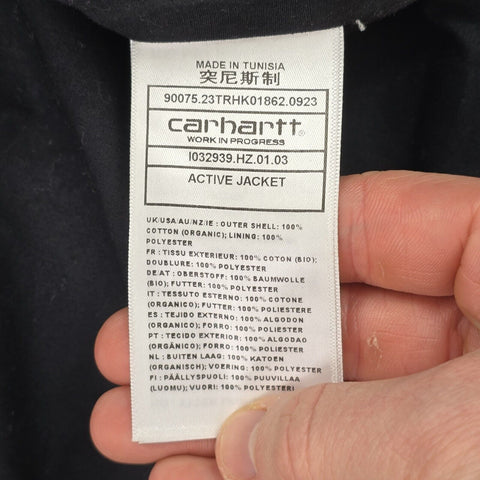 MADE IN TUNISIA
突尼斯制
90075.23TRHK01862.0923
carhartt
WORK IN PROGRESS
I032939.HZ.01.03
ACTIVE JACKET
UK/USA/AU/NZ/IE : OUTER SHELL: 100%
COTTON (ORGANIC); LINING: 100%
POLYESTER
FR : TISSU EXTERIEUR: 100% COTON (BIO);
DOUBLURE: 100% POLYESTER
DE/AT : OBERSTOFF: 100% BAUMWOLLE
(BIO); FUTTER: 100% POLYESTER
IT : TESSUTO ESTERNO: 100% COTONE
(ORGANICO); FUTTER: 100% POLIESTERE
ES : TEJIDO EXTERNO: 100% ALGODON
(ORGANICO); FORRO: 100% POLIESTER
PT : TECIDO EXTERIOR: 100% ALGODAO
(ORGÂNICO); FORRO: 100% POLIESTER
NL : BUITEN LAAG: 100% KATOEN
(ORGANISCH); VOERING: 100% POLYESTER
FI : PÄÄLLYSPUOLI: 100% PUUVILLAA
(LUOMU); VUORI: 100% POLYESTER